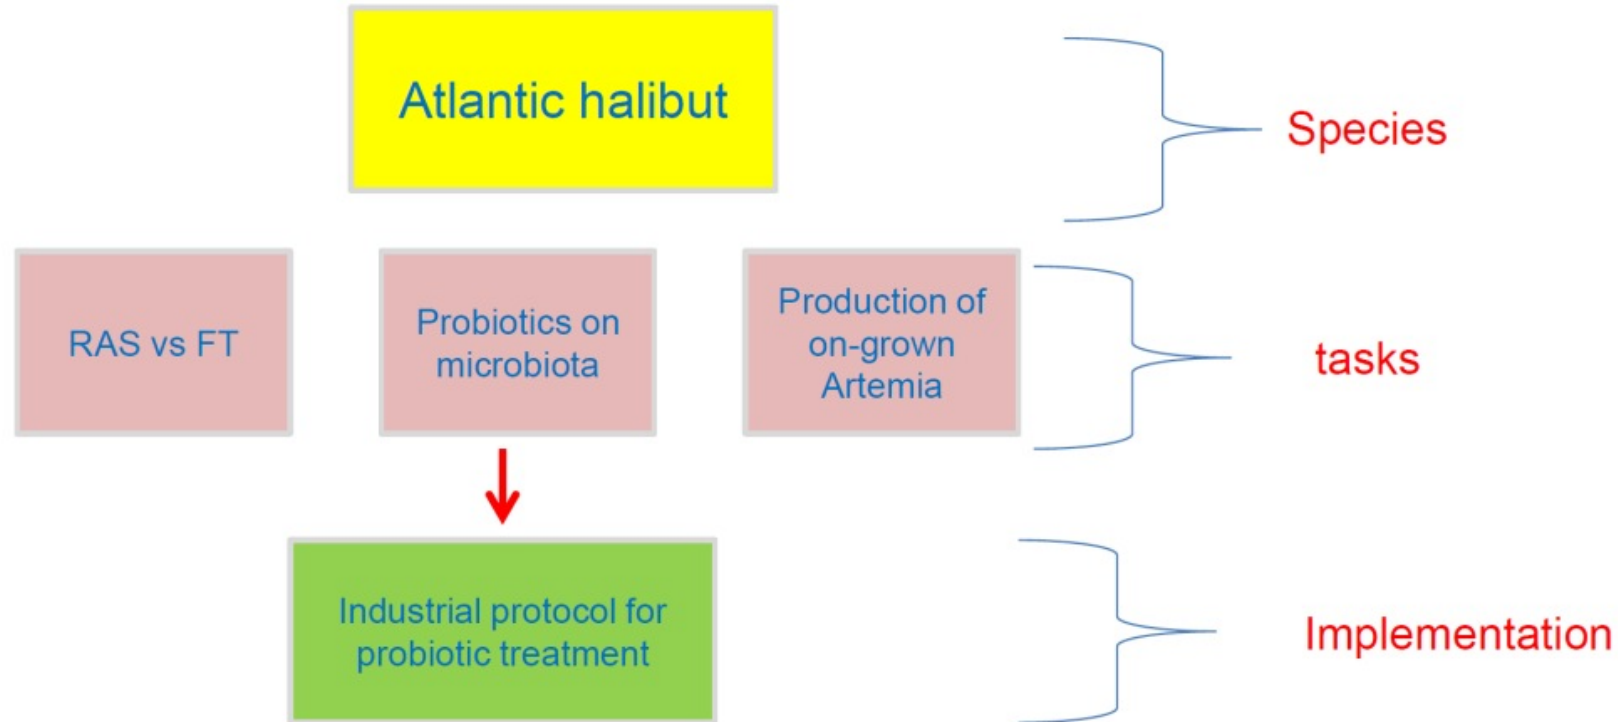 Atlantic halibut
Species
RAS vs FT
Probiotics on
microbiota
Production of
on-grown
Artemia
tasks
Industrial protocol for
probiotic treatment
Implementation